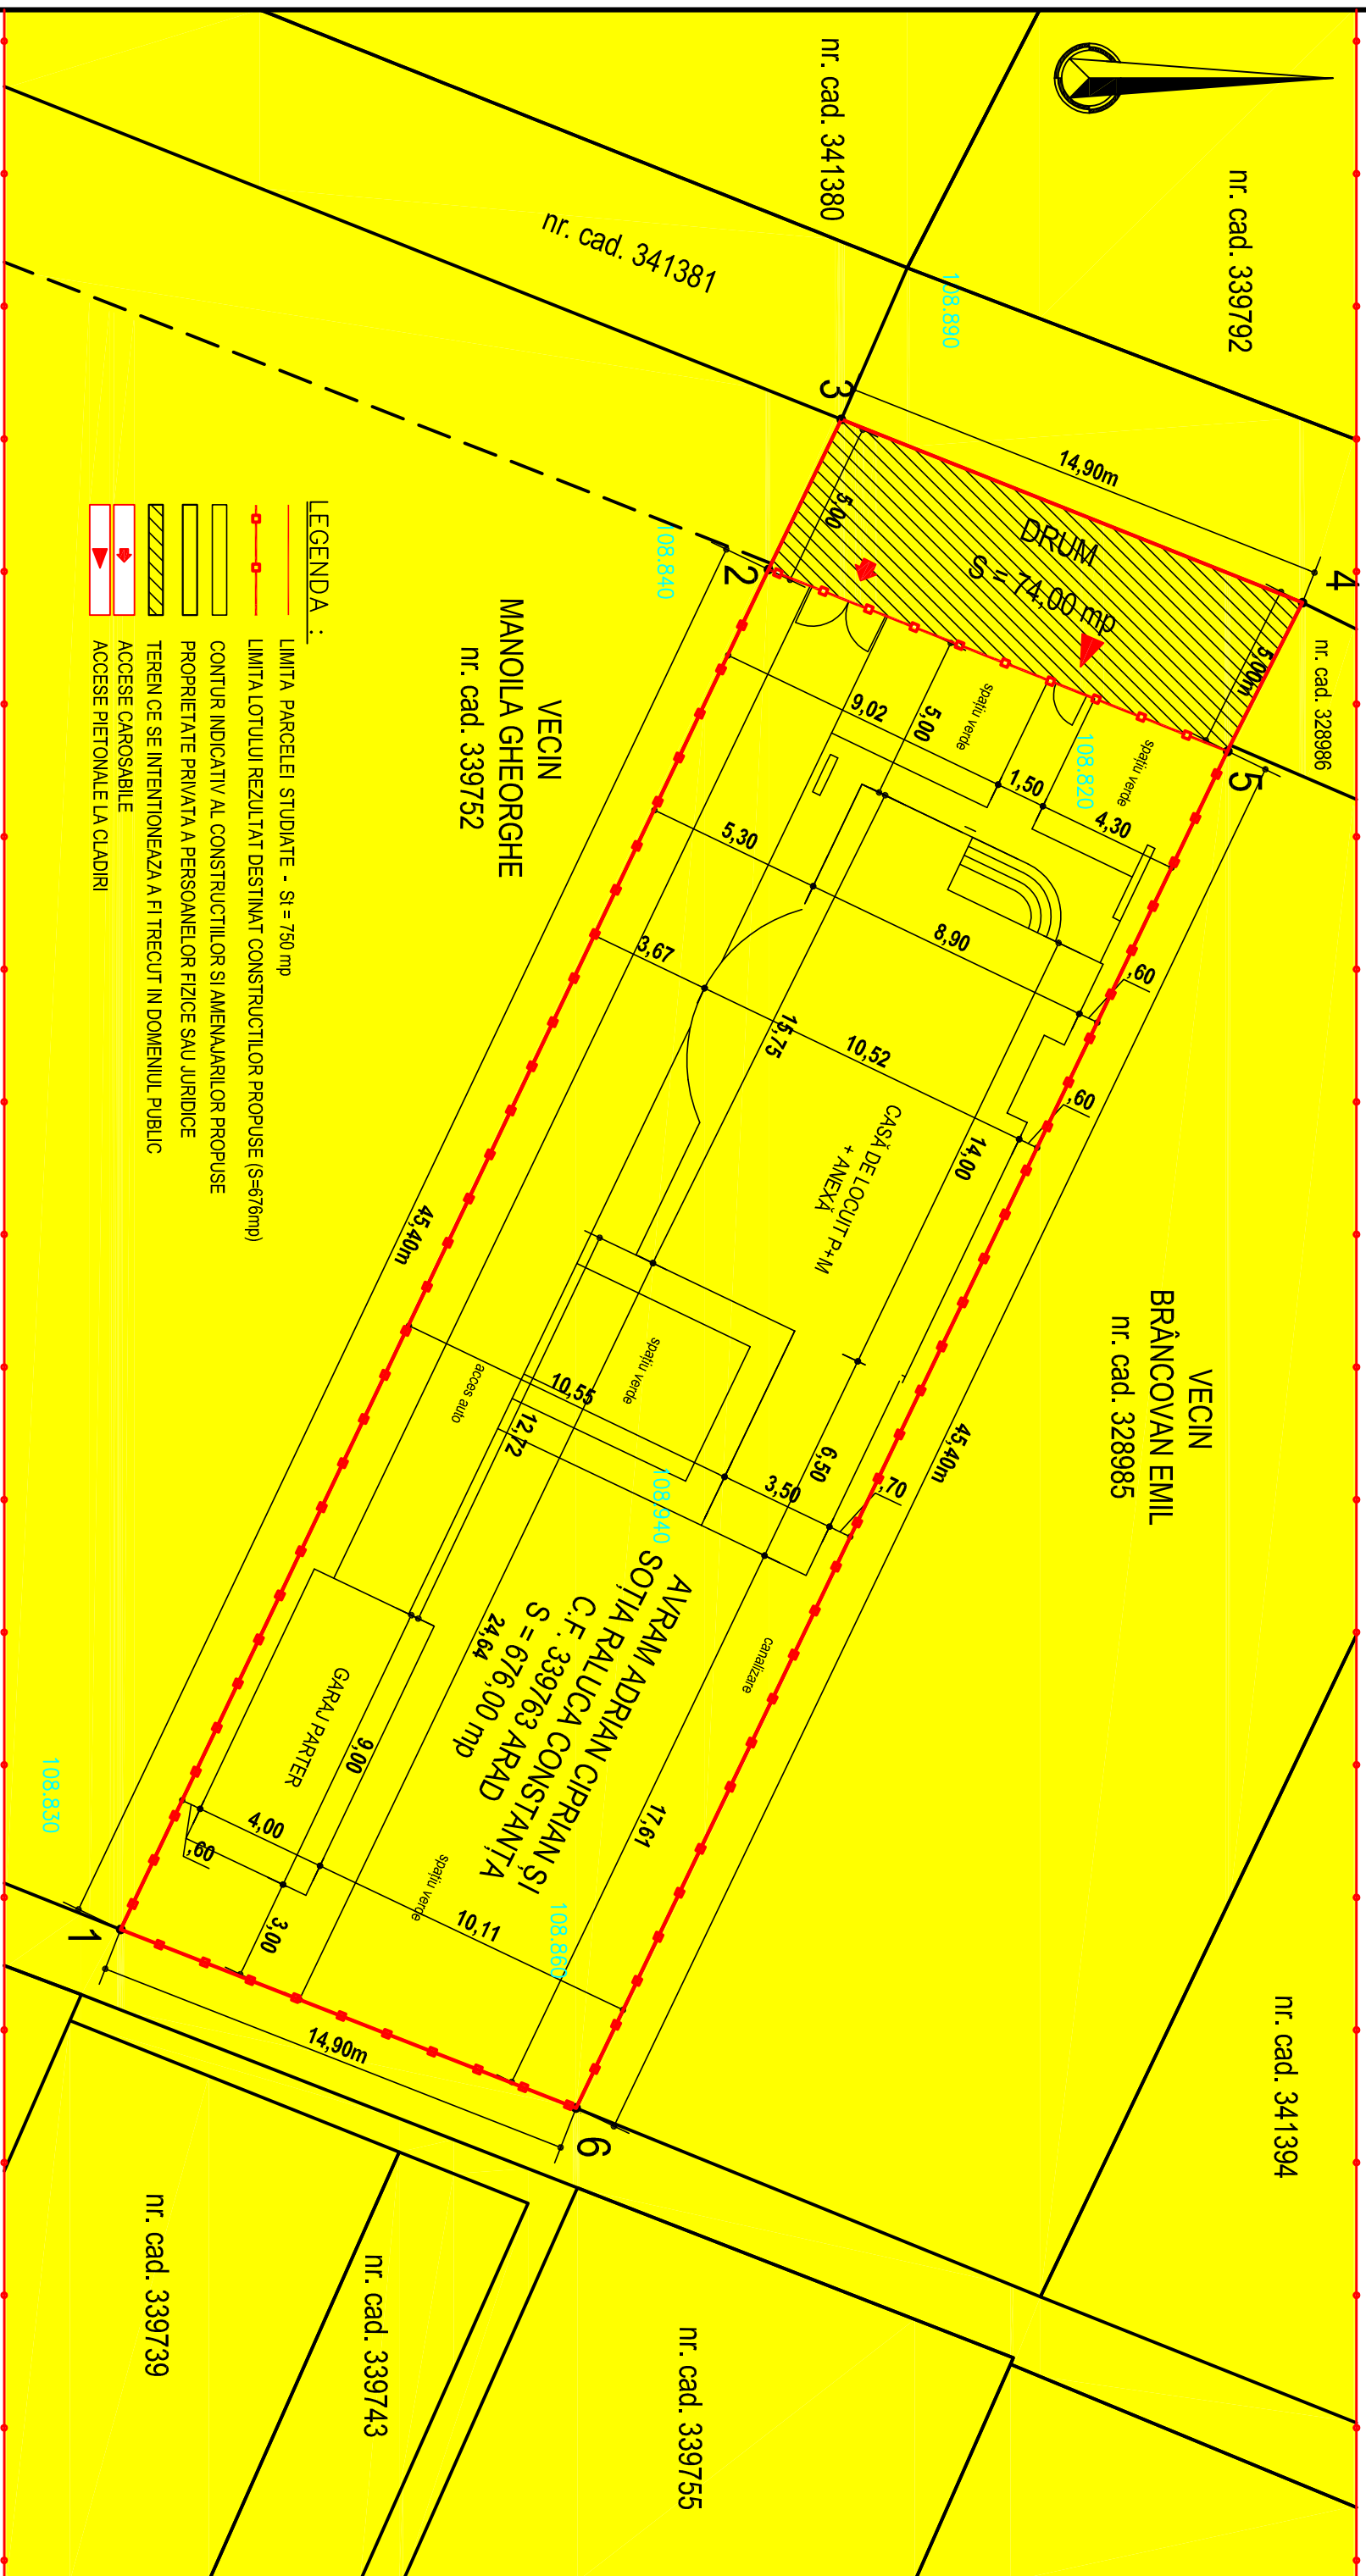 nr. cad. 339792
nr. cad. 341380
nr. cad. 341381
108.890
3
14,90m
4
nr. cad. 328986
DRUM
S = 74,00 mp
5,00
5,00m
2
5
108.840
108.820
spațiu verde
spațiu verde
9,02
5,00
1,50
4,30
5,30
8,90
,60
3,67
10,52
,60
15,75
14,00
CASĂ DE LOCUIT P+M
+ ANEXĂ
VECIN
MANOILA GHEORGHE
nr. cad. 339752
VECIN
BRÂNCOVAN EMIL
nr. cad. 328985
45,40m
45,40m
spațiu verde
acces auto
10,55
12,72
6,50
3,50
,70
108.940
canalizare
AVRAM ADRIAN CIPRIAN ȘI
SOȚIA RALUCA CONSTANȚA
C.F. 339763 ARAD
S = 676,00 mp
24,64
17,61
GARAJ PARTER
9,00
4,00
,60
3,00
spațiu verde
10,11
108.860
108.830
1
14,90m
6
nr. cad. 341394
nr. cad. 339739
nr. cad. 339743
nr. cad. 339755
LEGENDA :
LIMITA PARCELEI STUDIATE - St = 750 mp
LIMITA LOTULUI REZULTAT DESTINAT CONSTRUCTIILOR PROPUSE (S=676mp)
CONTUR INDICATIV AL CONSTRUCTIILOR SI AMENAJARILOR PROPUSE
PROPRIETATE PRIVATA A PERSOANELOR FIZICE SAU JURIDICE
TEREN CE SE INTENTIONEAZA A FI TRECUT IN DOMENIUL PUBLIC
ACCESE CAROSABILE
ACCESE PIETONALE LA CLADIRI